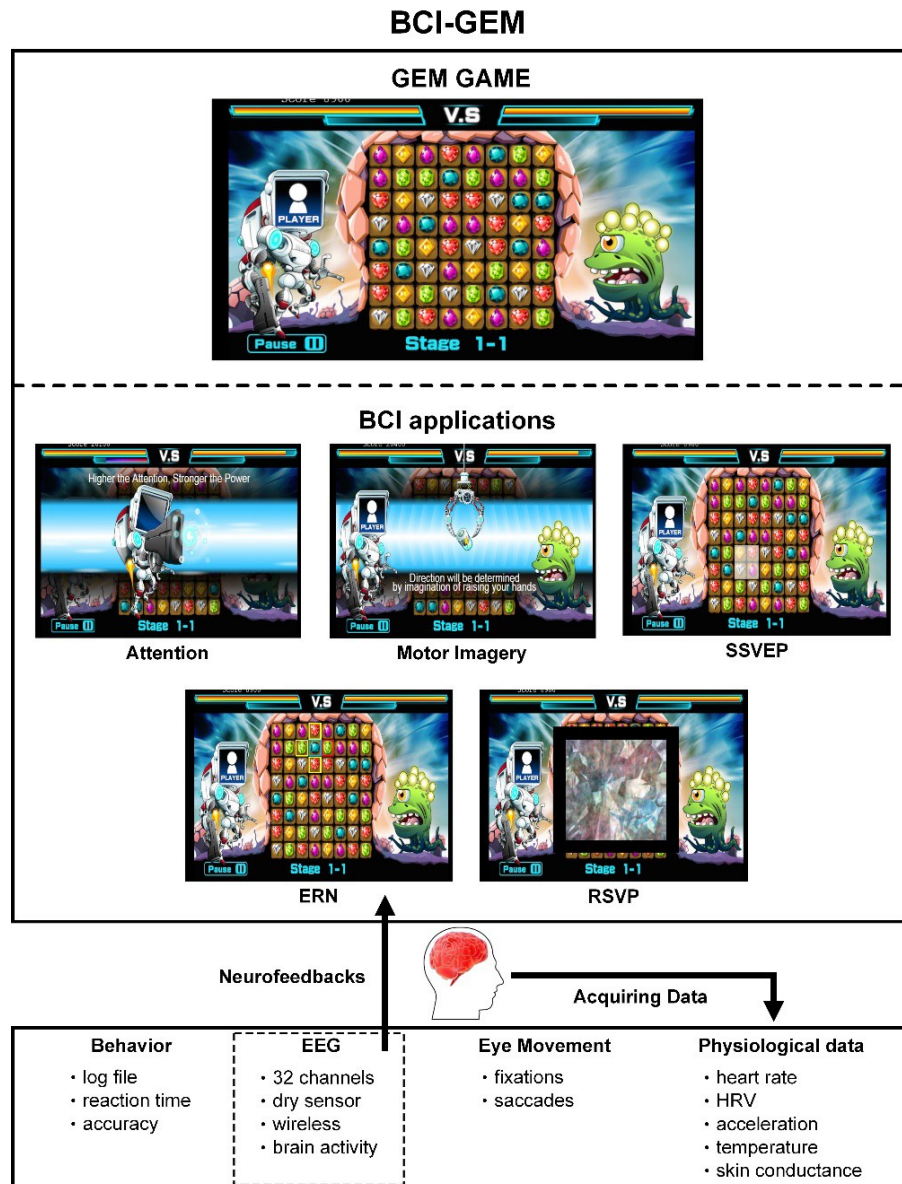 BCI-GEM
GEM GAME
Score 8900
V.S
PLAYER
Pause
Stage 1-1
BCI applications
V.S
Higher the Attention, Stronger the Power
Pause
Stage 1-1
Attention
V.S
PLAYER
Direction will be determined
by imagination of raising your hands
Pause
Stage 1-1
Motor Imagery
V.S
PLAYER
Pause
Stage 1-1
SSVEP
V.S
PLAYER
Pause
Stage 1-1
ERN
V.S
PLAYER
Pause
Stage 1-1
RSVP
Neurofeedbacks
Acquiring Data
Behavior
· log file
· reaction time
· accuracy
EEG
· 32 channels
· dry sensor
· wireless
· brain activity
Eye Movement
· fixations
· saccades
Physiological data
· heart rate
· HRV
· acceleration
· temperature
· skin conductance